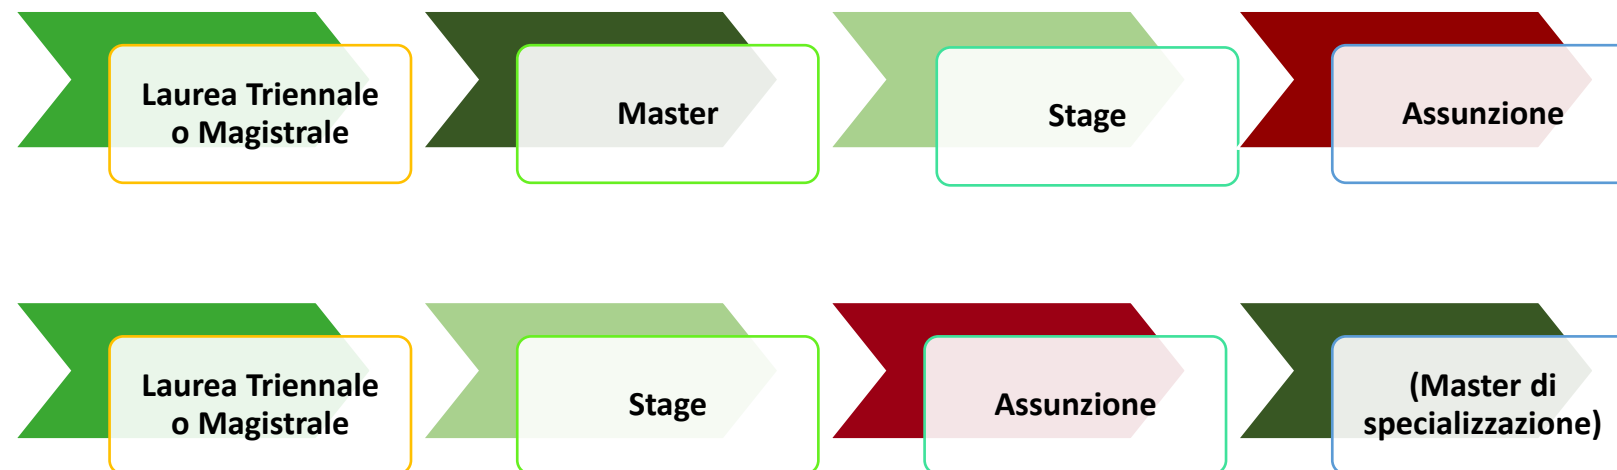 Laurea Triennale
o Magistrale
Master
Stage
Assunzione
Laurea Triennale
o Magistrale
Stage
Assunzione
(Master di
specializzazione)